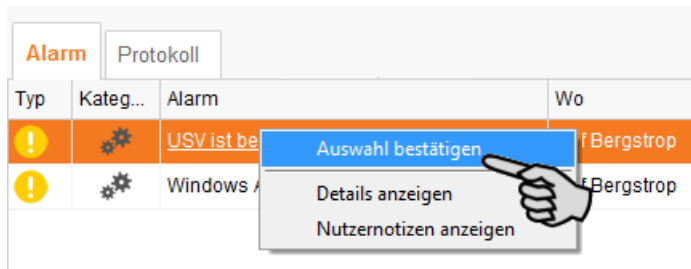 Alarm Protokoll
Typ Kateg... Alarm Wo
USV ist be Bergstrop
Auswahl bestätigen
Windows Bergstrop
Details anzeigen
Nutzernotizen anzeigen